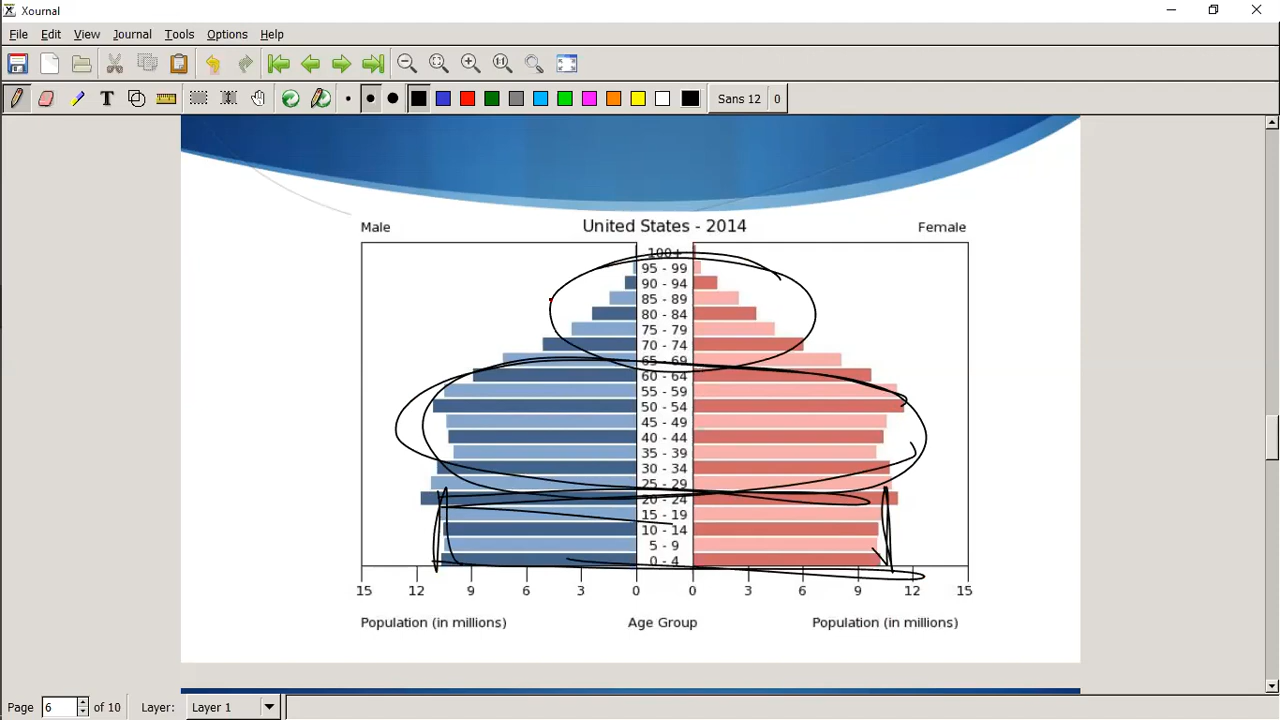 Xournal
File Edit View Journal Tools Options Help
Sans 12 0
United States - 2014
Male Female
100+
95 - 99
90 - 94
85 - 89
80 - 84
75 - 79
70 - 74
65 - 69
60 - 64
55 - 59
50 - 54
45 - 49
40 - 44
35 - 39
30 - 34
25 - 29
20 - 24
15 - 19
10 - 14
5 - 9
0 - 4
15 12 9 6 3 0 0 3 6 9 12 15
Population (in millions) Age Group Population (in millions)
Page 6 of 10 Layer: Layer 1